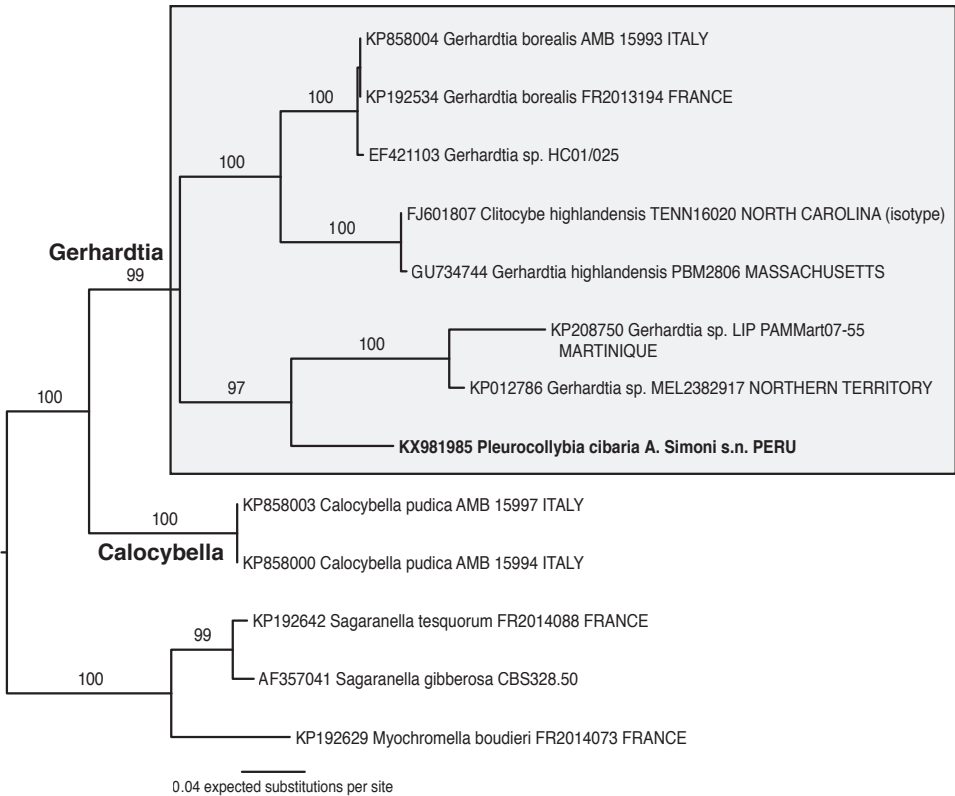 KP858004 Gerhardtia borealis AMB 15993 ITALY
100
KP192534 Gerhardtia borealis FR2013194 FRANCE
EF421103 Gerhardtia sp. HC01/025
100
FJ601807 Clitocybe highlandensis TENN16020 NORTH CAROLINA (isotype)
100
Gerhardtia
GU734744 Gerhardtia highlandensis PBM2806 MASSACHUSETTS
99
KP208750 Gerhardtia sp. LIP PAMMart07-55
MARTINIQUE
100
KP012786 Gerhardtia sp. MEL2382917 NORTHERN TERRITORY
97
100
KX981985 Pleurocollybia cibaria A. Simoni s.n. PERU
KP858003 Calocybella pudica AMB 15997 ITALY
100
Calocybella
KP858000 Calocybella pudica AMB 15994 ITALY
KP192642 Sagaranella tesquorum FR2014088 FRANCE
99
AF357041 Sagaranella gibberosa CBS328.50
100
KP192629 Myochromella boudieri FR2014073 FRANCE
0.04 expected substitutions per site